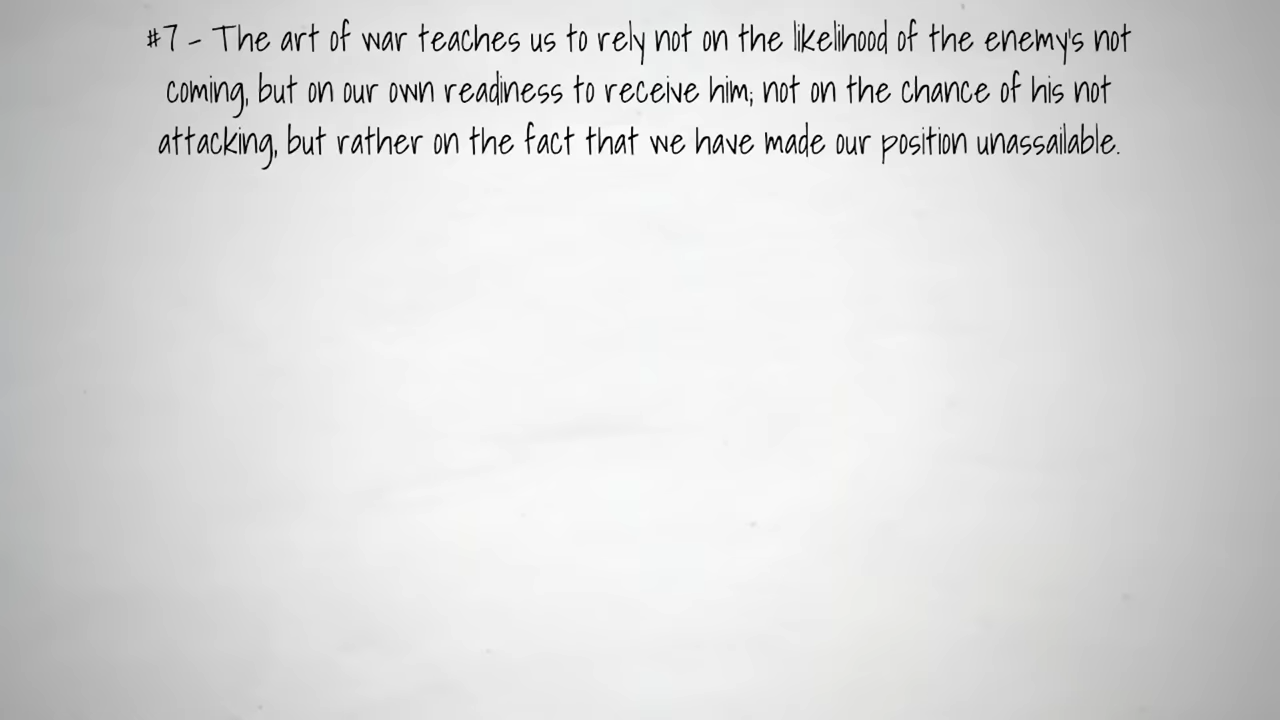 #7 - The art of war teaches us to rely not on the likelihood of the enemy's not
coming, but on our own readiness to receive him; not on the chance of his not
attacking, but rather on the fact that we have made our position unassailable.